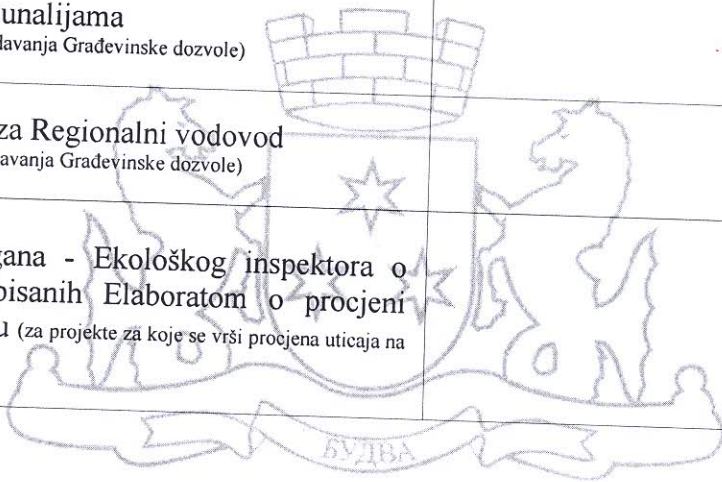 unalijama
davanja Građevinske dozvole)
za Regionalni vodovod
avanja Građevinske dozvole)
gana - Ekološkog inspektora o
pisanih Elaboratom o procjeni
u (za projekte za koje se vrši procjena uticaja na
БУДВА